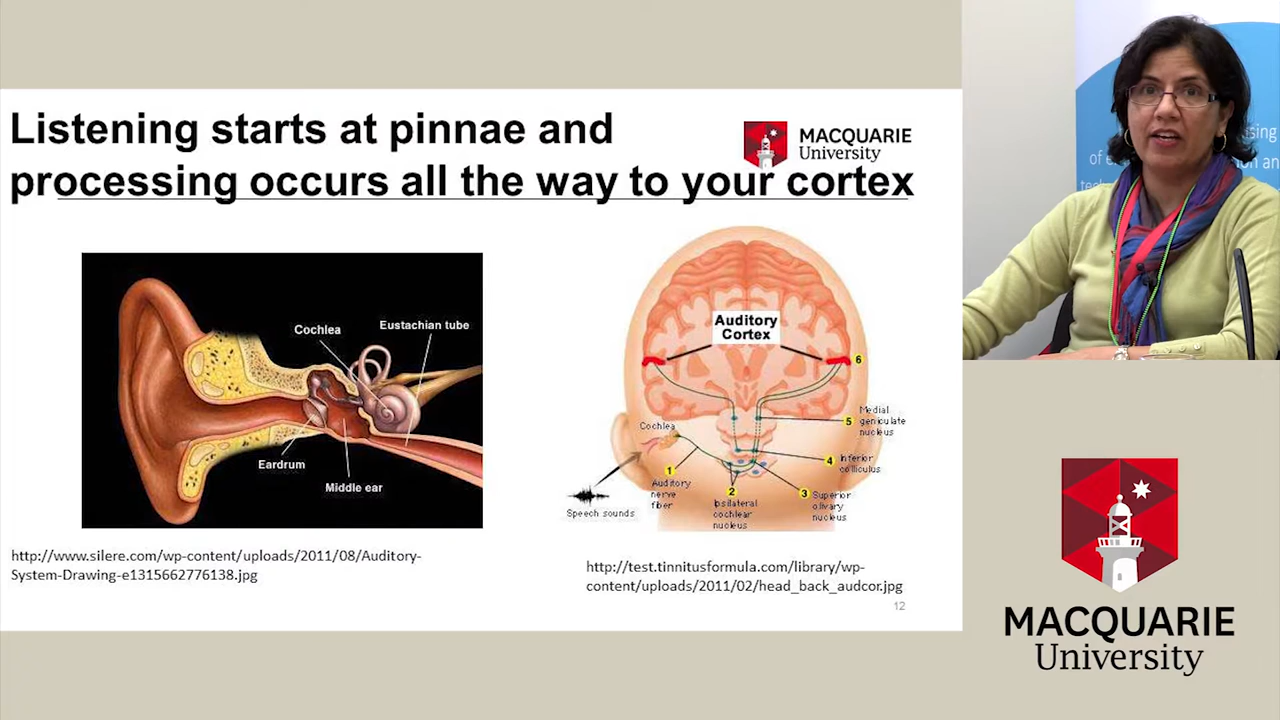 Listening starts at pinnae and
processing occurs all the way to your cortex
MACQUARIE
University
Cochlea
Eustachian tube
Eardrum
Middle ear
http://www.silere.com/wp-content/uploads/2011/08/Auditory-
System-Drawing-e1315662776138.jpg
Auditory
Cortex
6
Medial
geniculate
nucleus
5
Cochlea
4
Inferior
colliculus
1
Auditory
nerve
fiber
2
Ipsilateral
cochlear
nucleus
3
Superior
olivary
nucleus
Speech sounds
http://test.tinnitusformula.com/library/wp-
content/uploads/2011/02/head_back_audcor.jpg
12
of
MACQUARIE
University